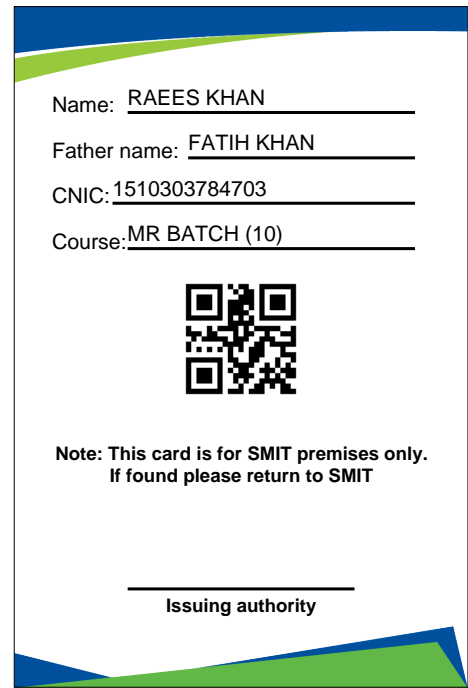 Name: RAEES KHAN
Father name: FATIH KHAN
CNIC: 1510303784703
Course: MR BATCH (10)
Note: This card is for SMIT premises only.
If found please return to SMIT
Issuing authority